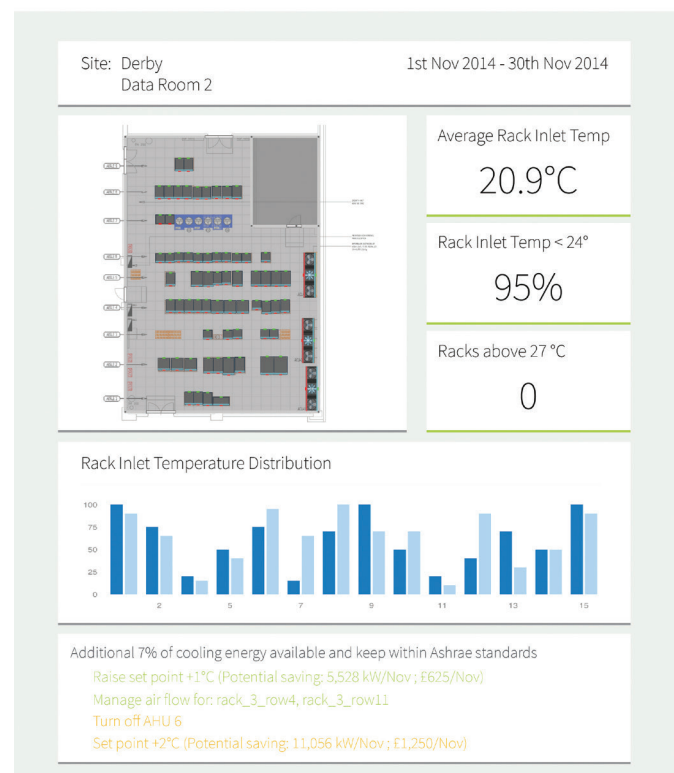 Site: Derby
Data Room 2
1st Nov 2014 - 30th Nov 2014
Average Rack Inlet Temp
20.9°C
Rack Inlet Temp < 24°
95%
Racks above 27 °C
0
Rack Inlet Temperature Distribution
100
75
50
25
0
2 5 7 9 11 13 15
Additional 7% of cooling energy available and keep within Ashrae standards
Raise set point +1°C (Potential saving: 5,528 kW/Nov ; £625/Nov)
Manage air flow for: rack_3_row4, rack_3_row11
Turn off AHU 6
Set point +2°C (Potential saving: 11,056 kW/Nov ; £1,250/Nov)